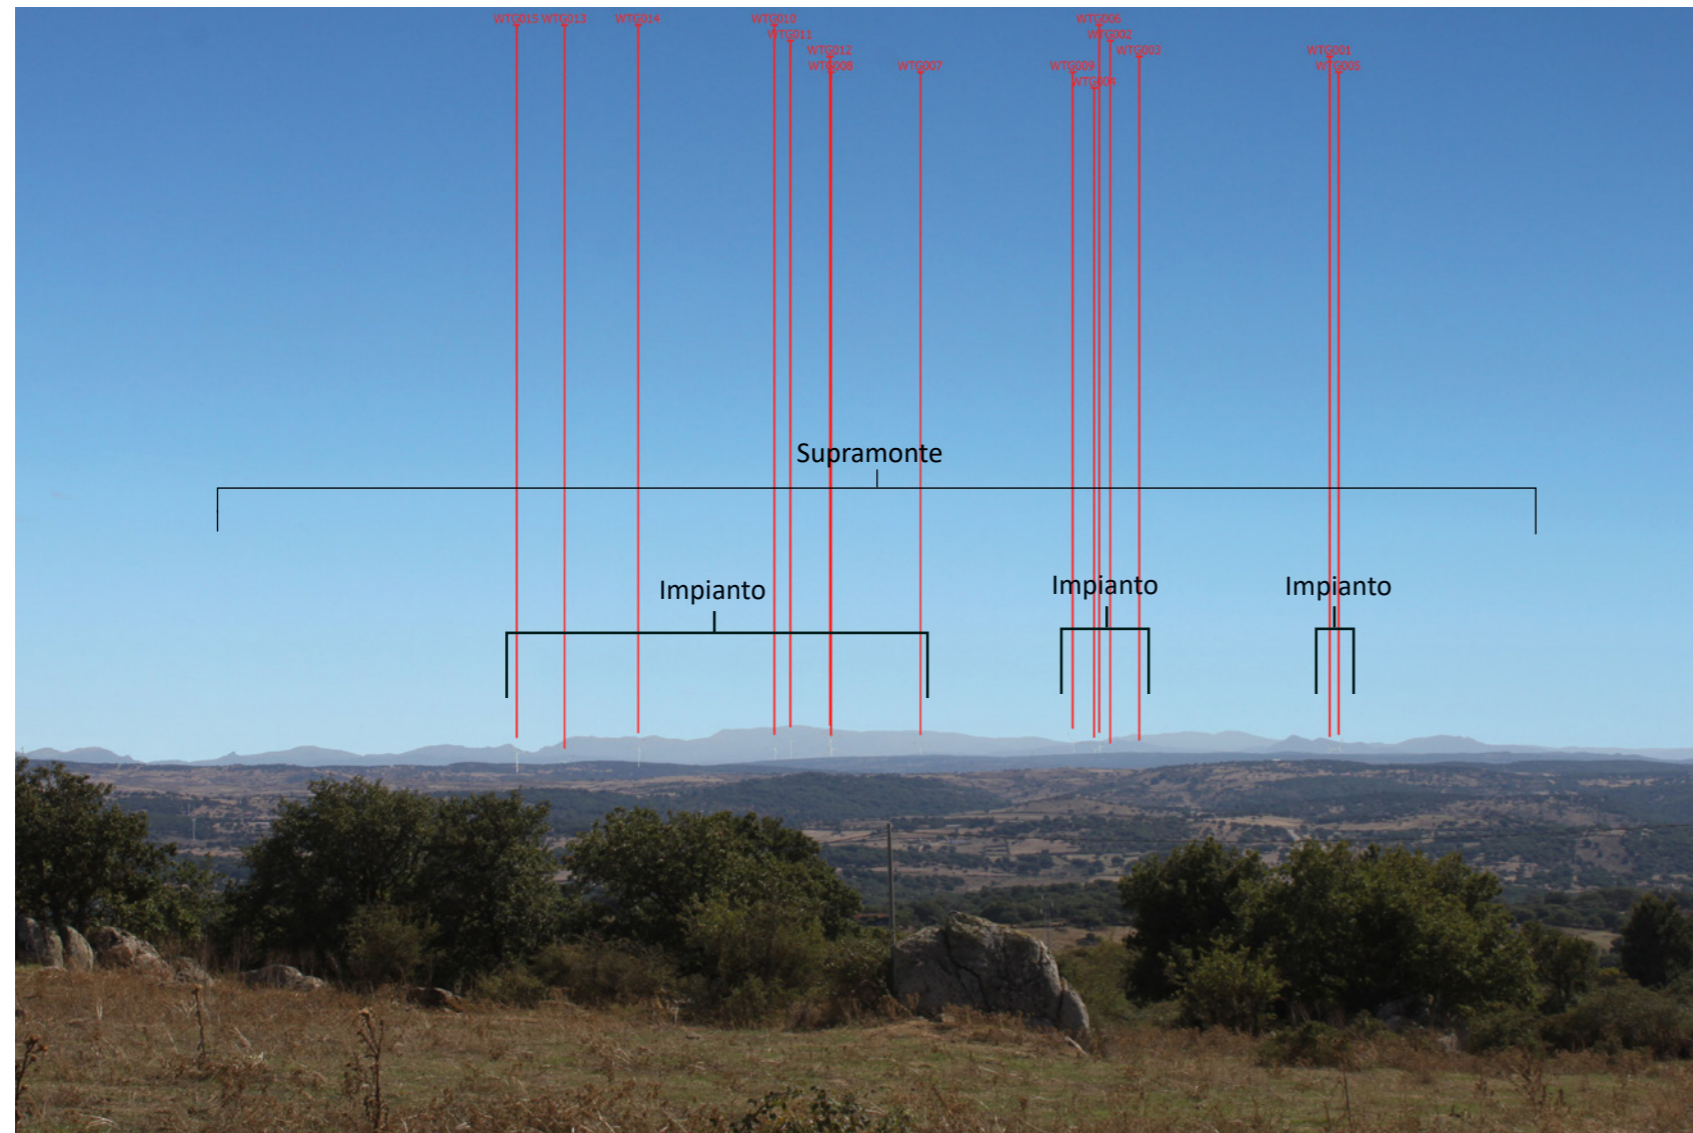 WTG015 WTG013 WTG014 WTG010 WTG006
WTG011 WTG002
WTG012 WTG003 WTG001
WTG008 WTG007 WTG009 WTG005
WTG004
Supramonte
Impianto Impianto Impianto